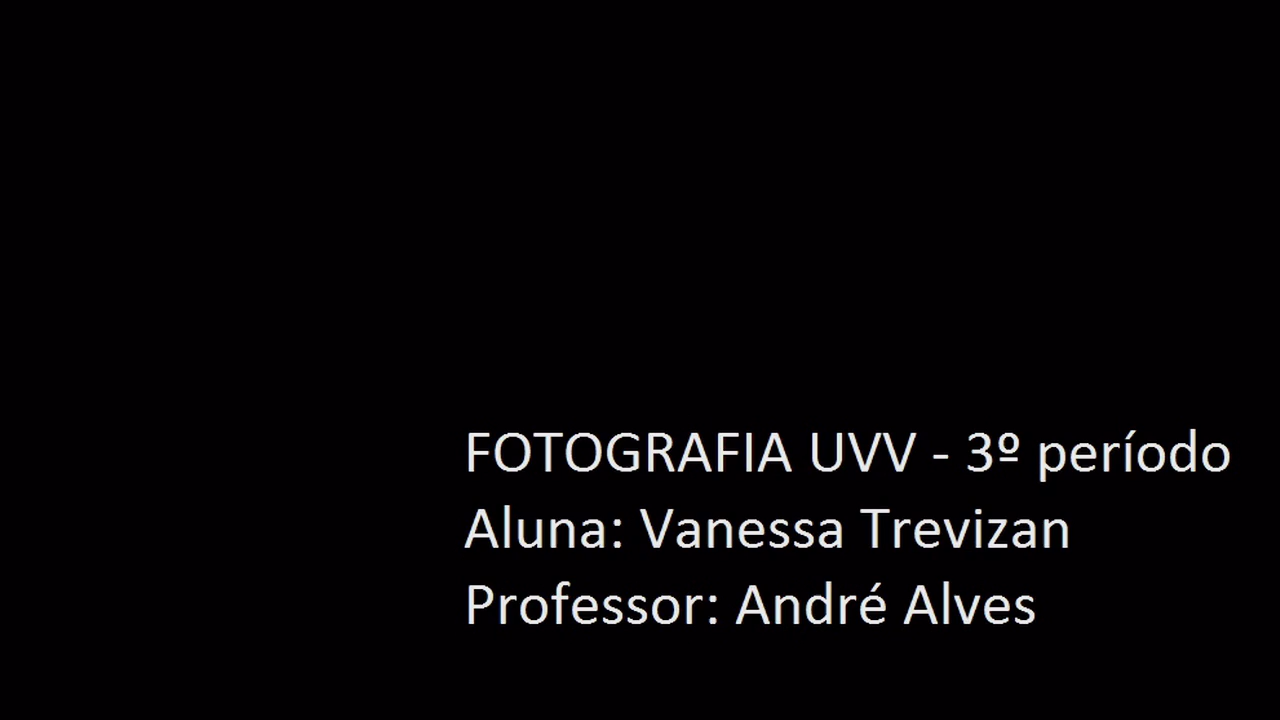 FOTOGRAFIA UVV - 3º período
Aluna: Vanessa Trevizan
Professor: André Alves